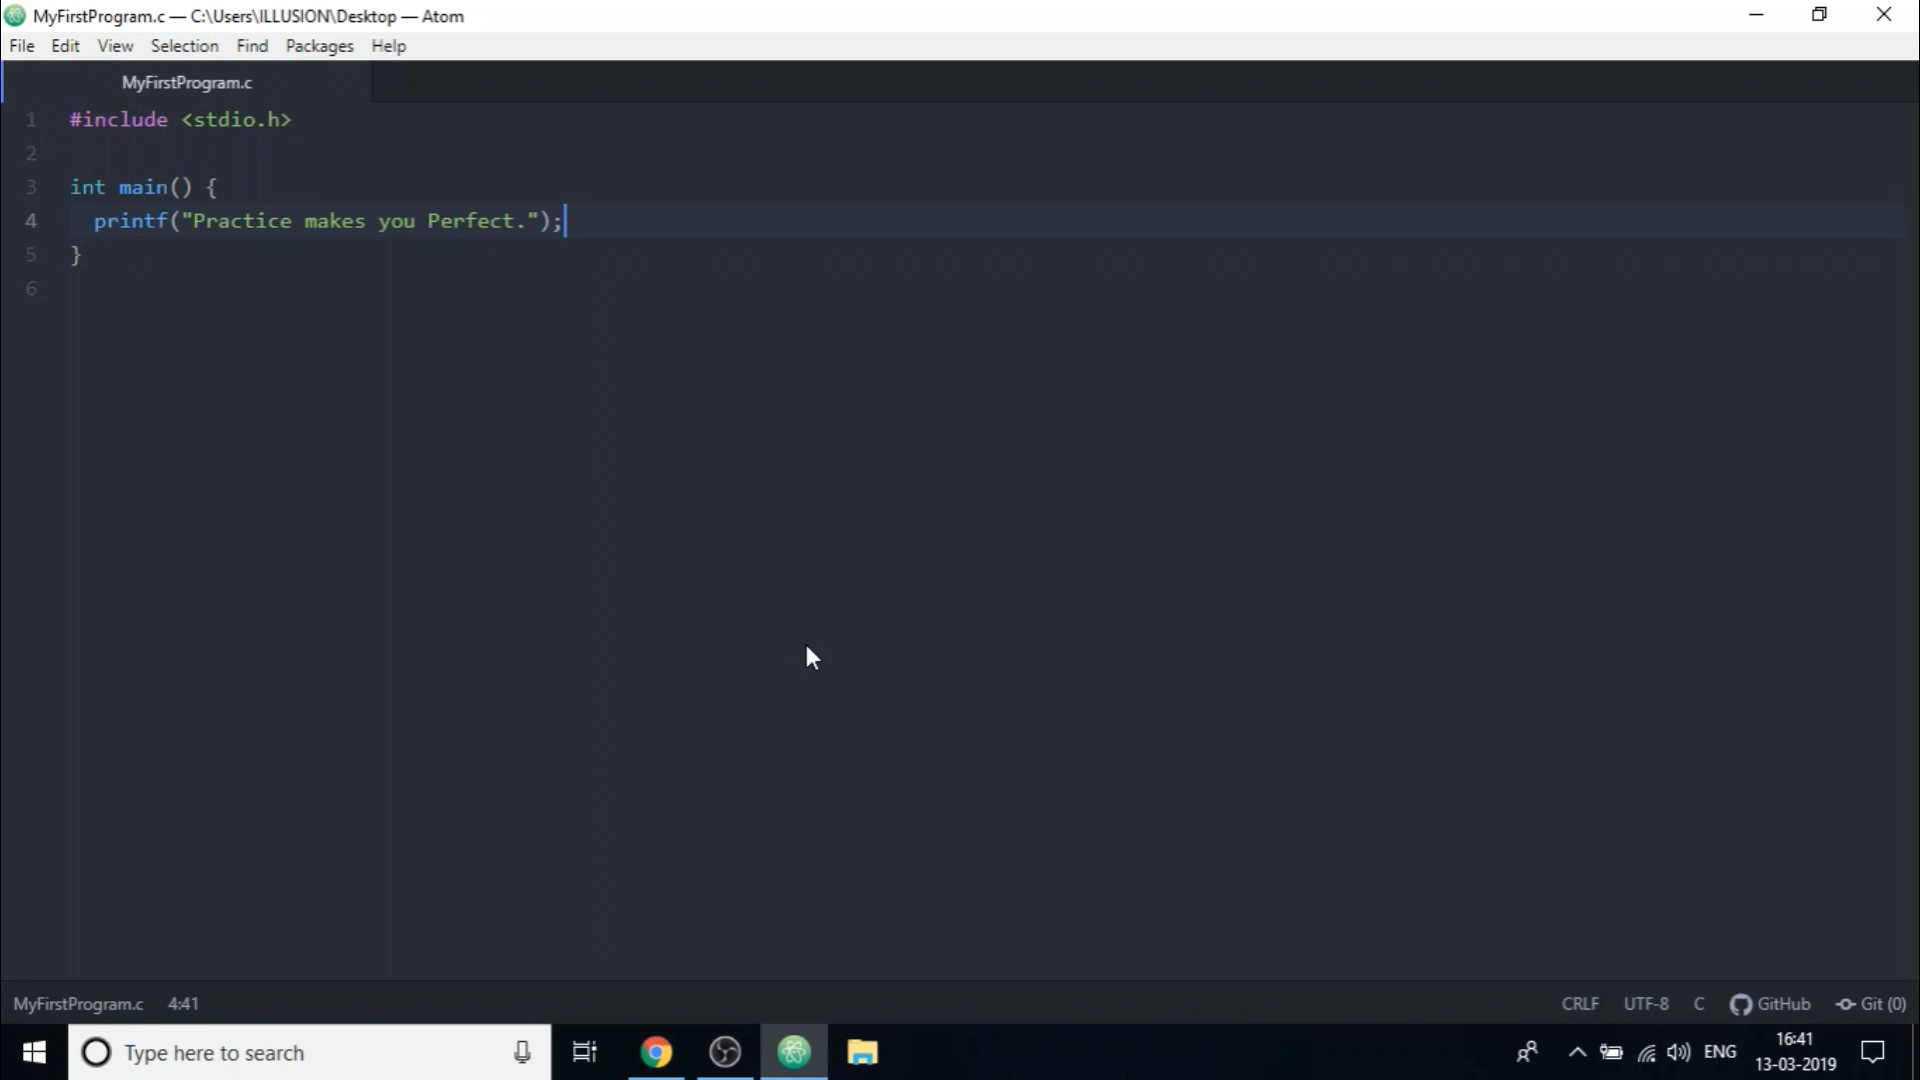 MyFirstProgram.c — C:\Users\ILLUSION\Desktop — Atom
File Edit View Selection Find Packages Help
MyFirstProgram.c
1 #include <stdio.h>
2
3 int main() {
4 printf("Practice makes you Perfect.");
5 }
6
MyFirstProgram.c 4:41 CRLF UTF-8 C GitHub Git (0)
Type here to search ENG 16:41
13-03-2019